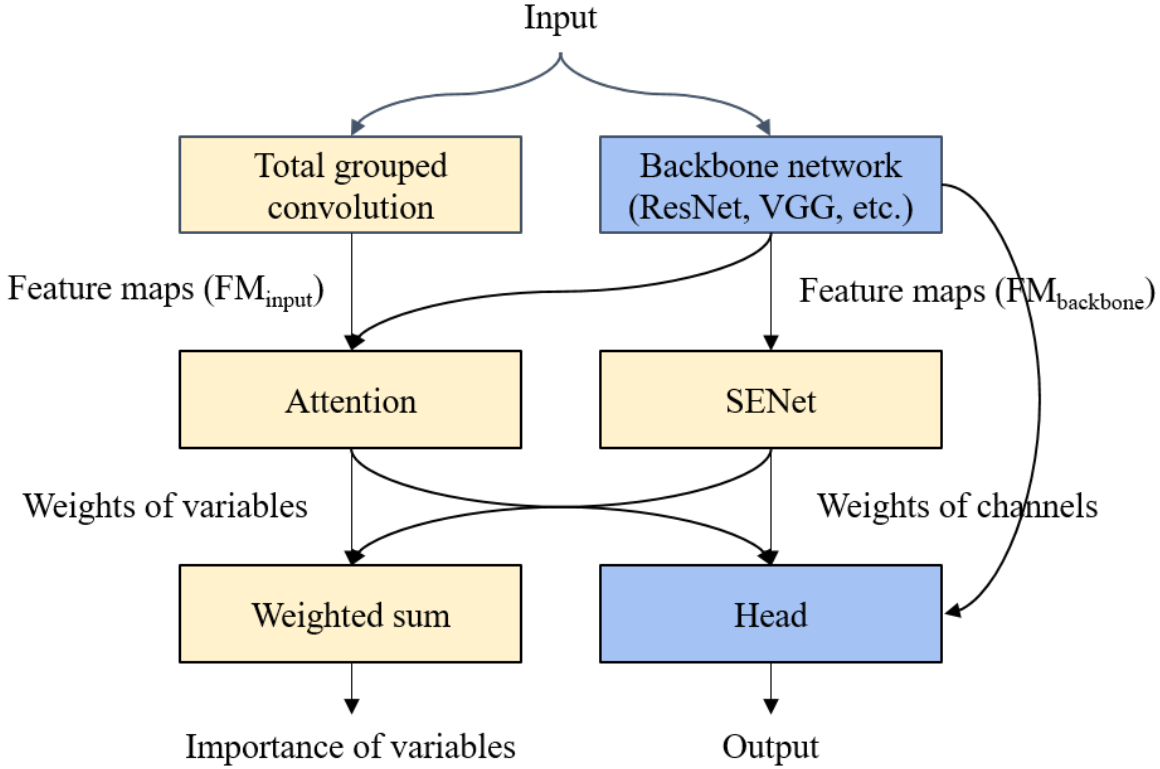 Input
Total grouped
convolution
Backbone network
(ResNet, VGG, etc.)
Feature maps (FMinput)
Feature maps (FMbackbone)
Attention
SENet
Weights of variables
Weights of channels
Weighted sum
Head
Importance of variables
Output